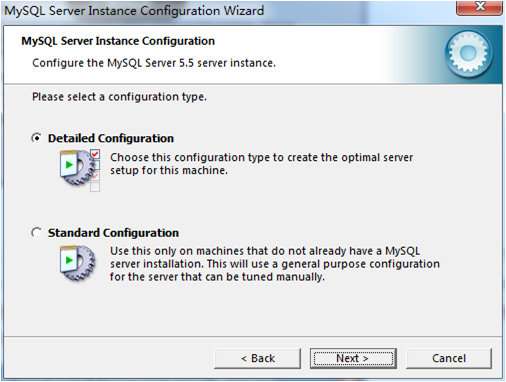 MySQL Server Instance Configuration Wizard
MySQL Server Instance Configuration
Configure the MySQL Server 5.5 server instance.
Please select a configuration type.
Detailed Configuration
Choose this configuration type to create the optimal server
setup for this machine.
Standard Configuration
Use this only on machines that do not already have a MySQL
server installation. This will use a general purpose configuration
for the server that can be tuned manually.
< Back Next > Cancel